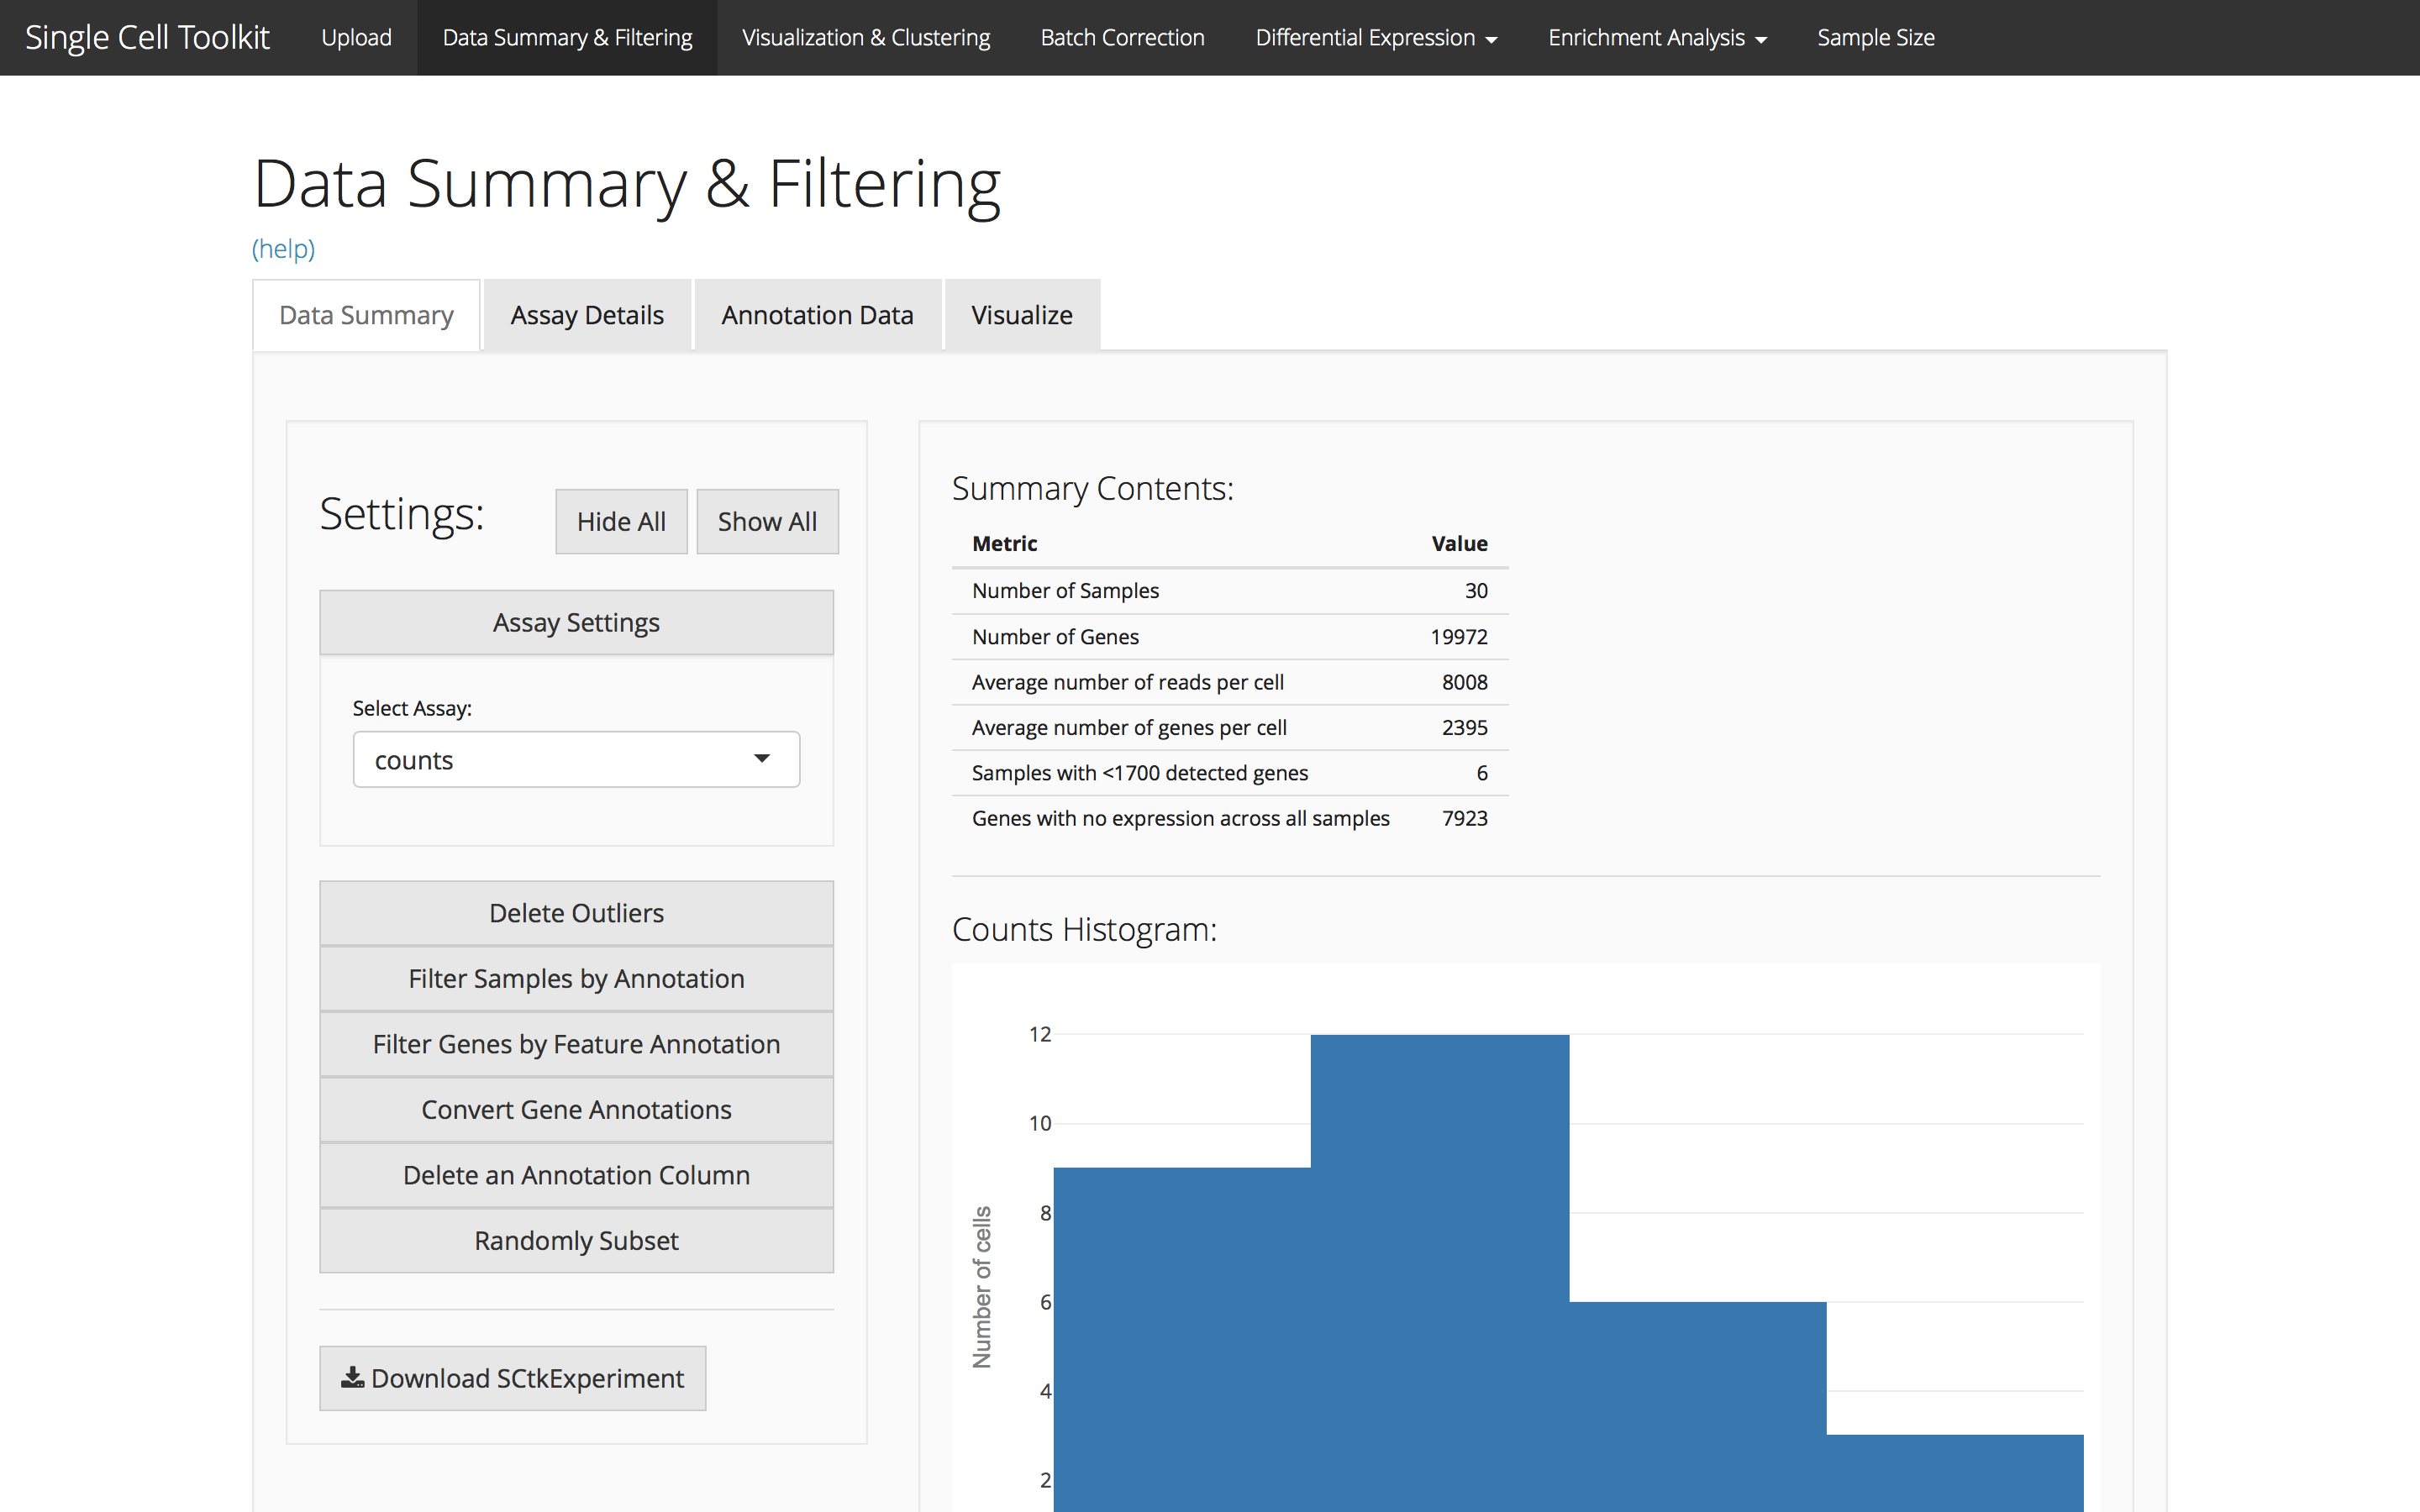 Single Cell Toolkit Upload Data Summary & Filtering Visualization & Clustering Batch Correction Differential Expression Enrichment Analysis Sample Size
Data Summary & Filtering
(help)
Data Summary Assay Details Annotation Data Visualize
Settings:
Hide All
Show All
Assay Settings
Select Assay:
counts
Delete Outliers
Filter Samples by Annotation
Filter Genes by Feature Annotation
Convert Gene Annotations
Delete an Annotation Column
Randomly Subset
Download SCtkExperiment
Summary Contents:
Metric Value
Number of Samples 30
Number of Genes 19972
Average number of reads per cell 8008
Average number of genes per cell 2395
Samples with <1700 detected genes 6
Genes with no expression across all samples 7923
Counts Histogram:
12
10
8
6
4
2
Number of cells